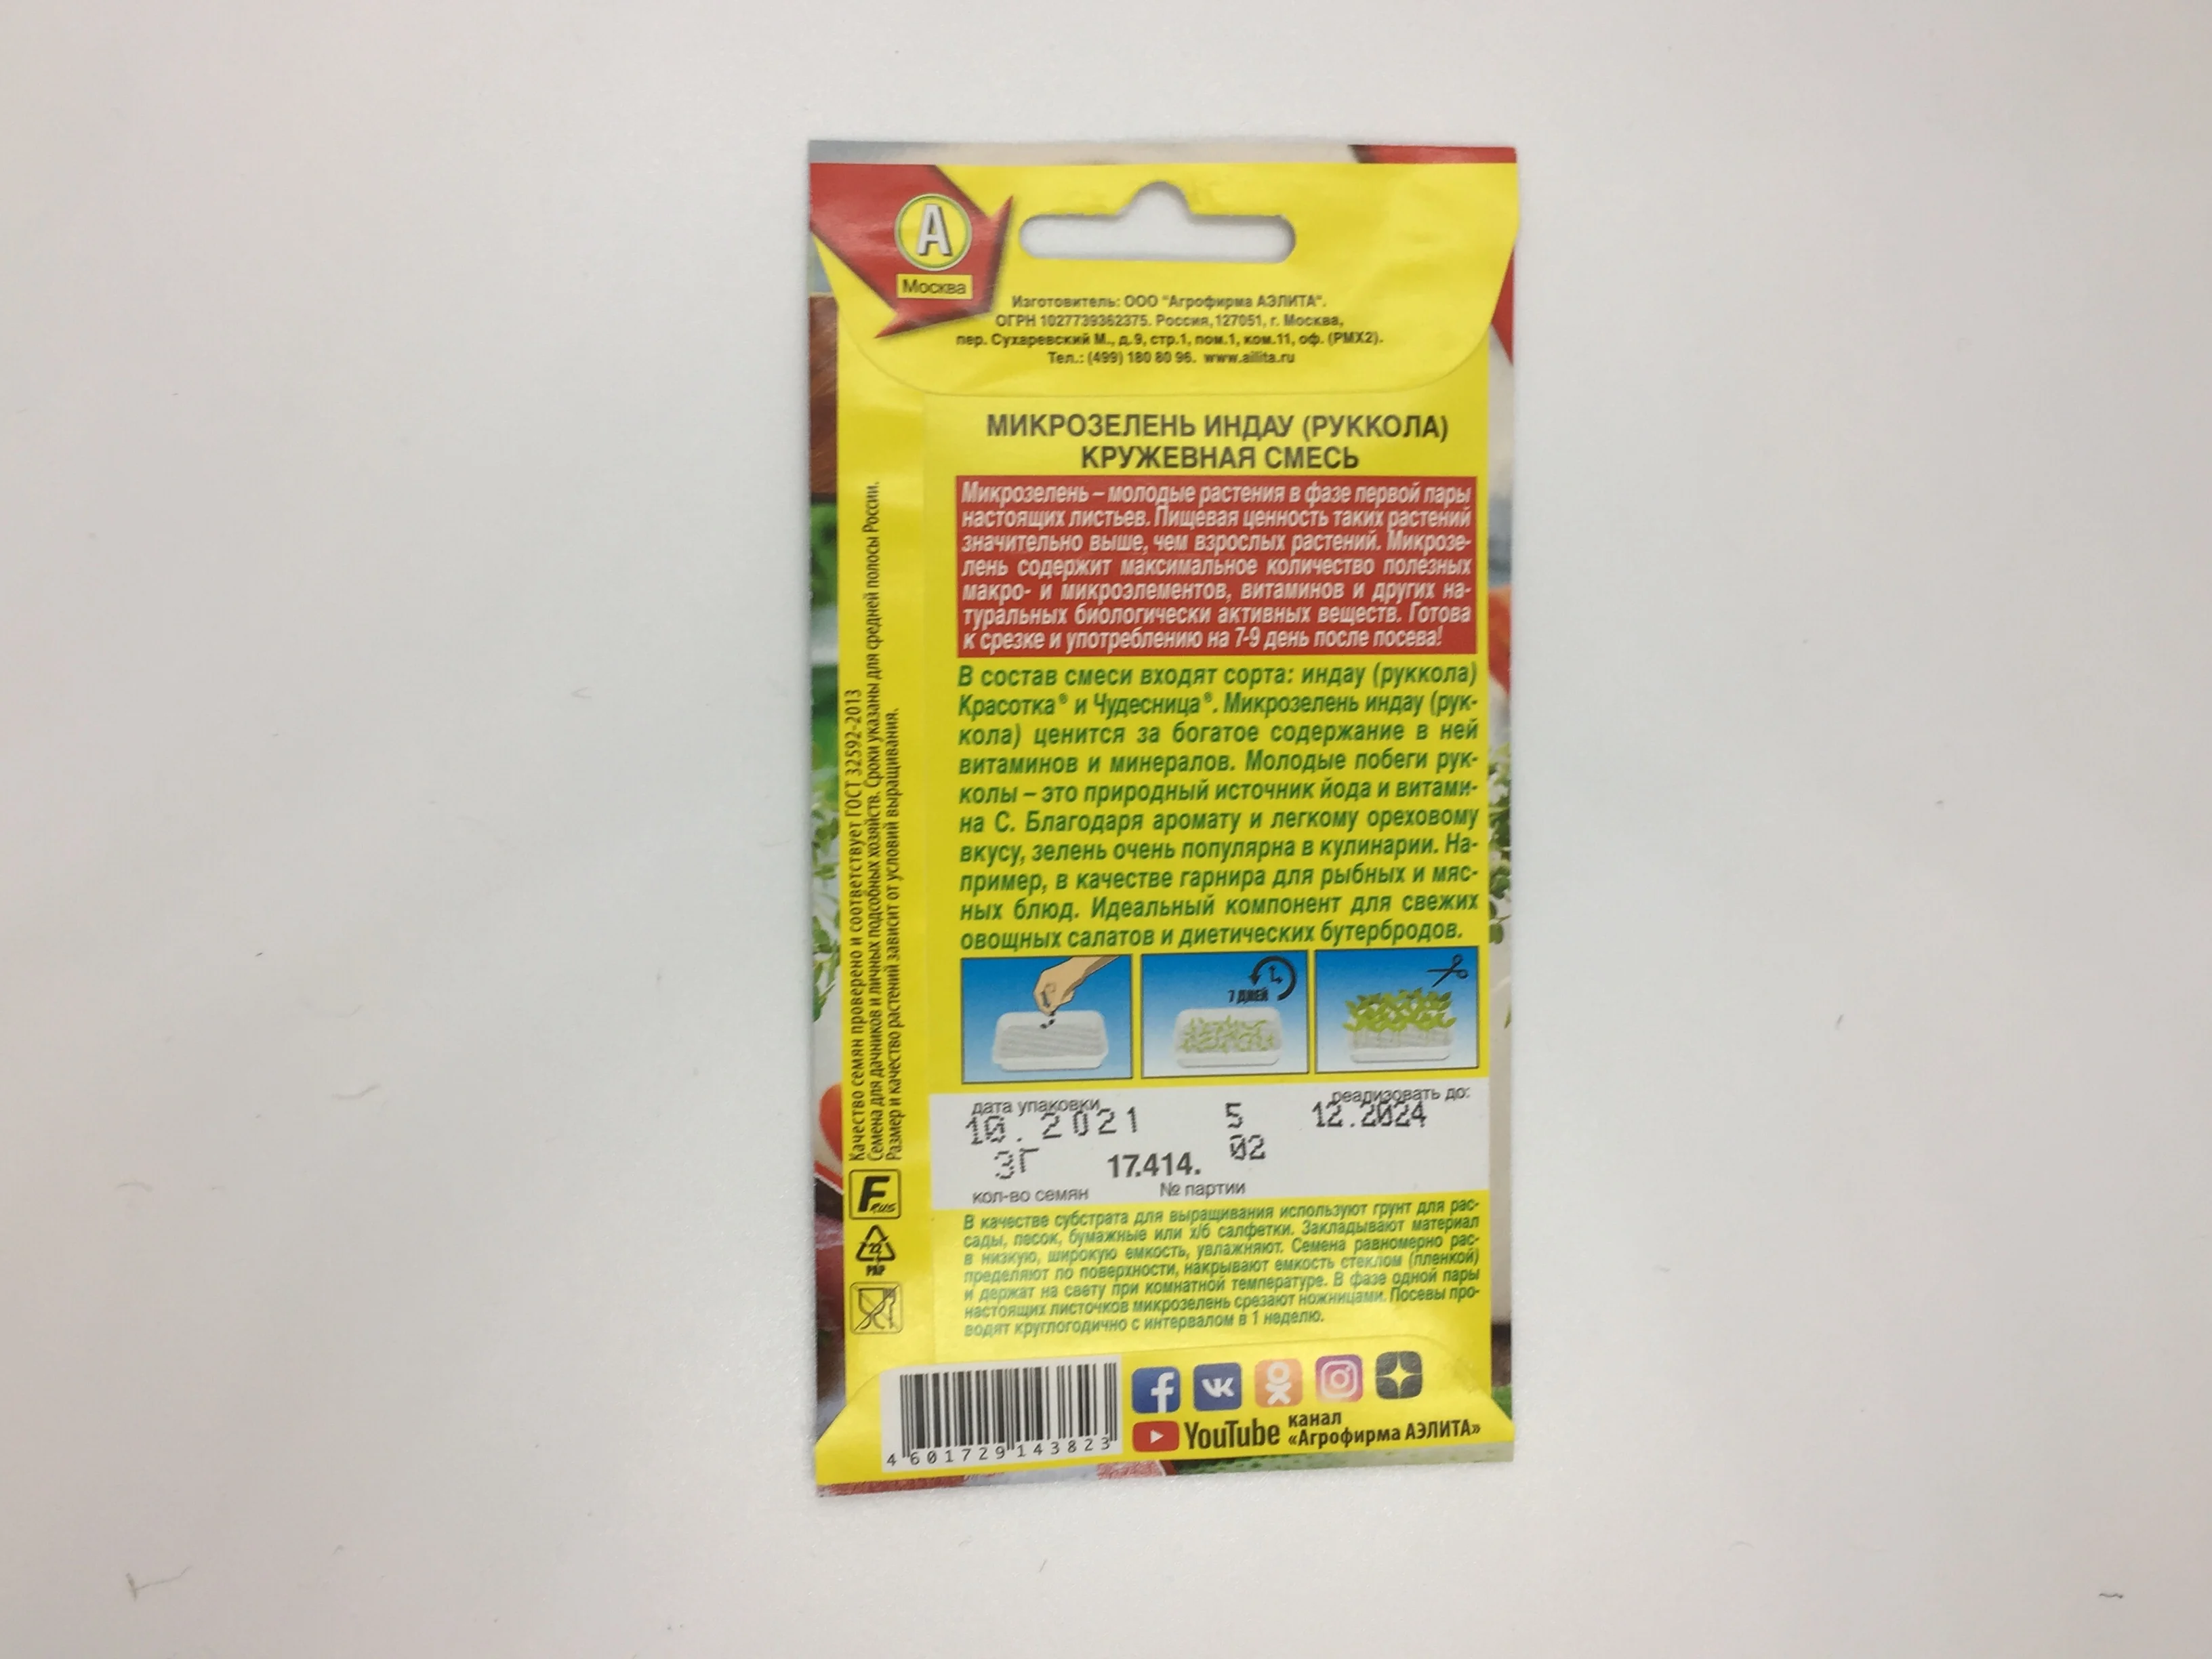 А
Москва
Изготовитель: ООО "Агрофирма АЭЛИТА".
ОГРН 1027739362375. Россия,127051, г. Москва,
пер. Сухаревский М., д.9, стр.1, пом.1, ком.11, оф. (РМХ2).
Тел.: (499) 180 80 96. www.ailita.ru
МИКРОЗЕЛЕНЬ ИНДАУ (РУККОЛА)
КРУЖЕВНАЯ СМЕСЬ
Микрозелень – молодые растения в фазе первой пары
настоящих листьев. Пищевая ценность таких растений
значительно выше, чем взрослых растений. Микрозе-
лень содержит максимальное количество полезных
макро- и микроэлементов, витаминов и других на-
туральных биологически активных веществ. Готова
к срезке и употреблению на 7-9 день после посева!
В состав смеси входят сорта: индау (руккола)
Красотка® и Чудесница®. Микрозелень индау (рук-
кола) ценится за богатое содержание в ней
витаминов и минералов. Молодые побеги рук-
колы – это природный источник йода и витами-
на С. Благодаря аромату и легкому ореховому
вкусу, зелень очень популярна в кулинарии. На-
пример, в качестве гарнира для рыбных и мяс-
ных блюд. Идеальный компонент для свежих
овощных салатов и диетических бутербродов.
7 ДНЕЙ
дата упаковки
реализовать до:
10.2021 5 12.2024
3Г 17.414. 02
кол-во семян № партии
В качестве субстрата для выращивания используют грунт для рас-
сады, песок, бумажные или х/б салфетки. Закладывают материал
в низкую, широкую емкость, увлажняют. Семена равномерно рас-
пределяют по поверхности, накрывают емкость стеклом (пленкой)
и держат на свету при комнатной температуре. В фазе одной пары
настоящих листочков микрозелень срезают ножницами. Посевы про-
водят круглогодично с интервалом в 1 неделю.
Качество семян проверено и соответствует ГОСТ 32592-2013
Семена для дачников и личных подсобных хозяйств. Сроки указаны для средней полосы России.
Размер и качество растений зависит от условий выращивания.
F RUS
22
PAP
4 601729 143823
YouTube канал
«Агрофирма АЭЛИТА»